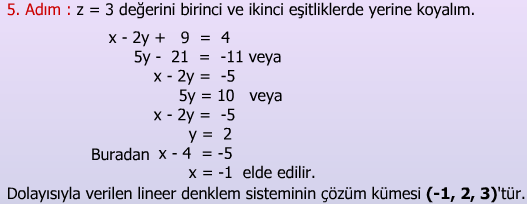 5. Adım : z = 3 değerini birinci ve ikinci eşitliklerde yerine koyalım.
x - 2y + 9 = 4
5y - 21 = -11 veya
x - 2y = -5
5y = 10 veya
x - 2y = -5
y = 2
Buradan x - 4 = -5
x = -1 elde edilir.
Dolayısıyla verilen lineer denklem sisteminin çözüm kümesi (-1, 2, 3)'tür.